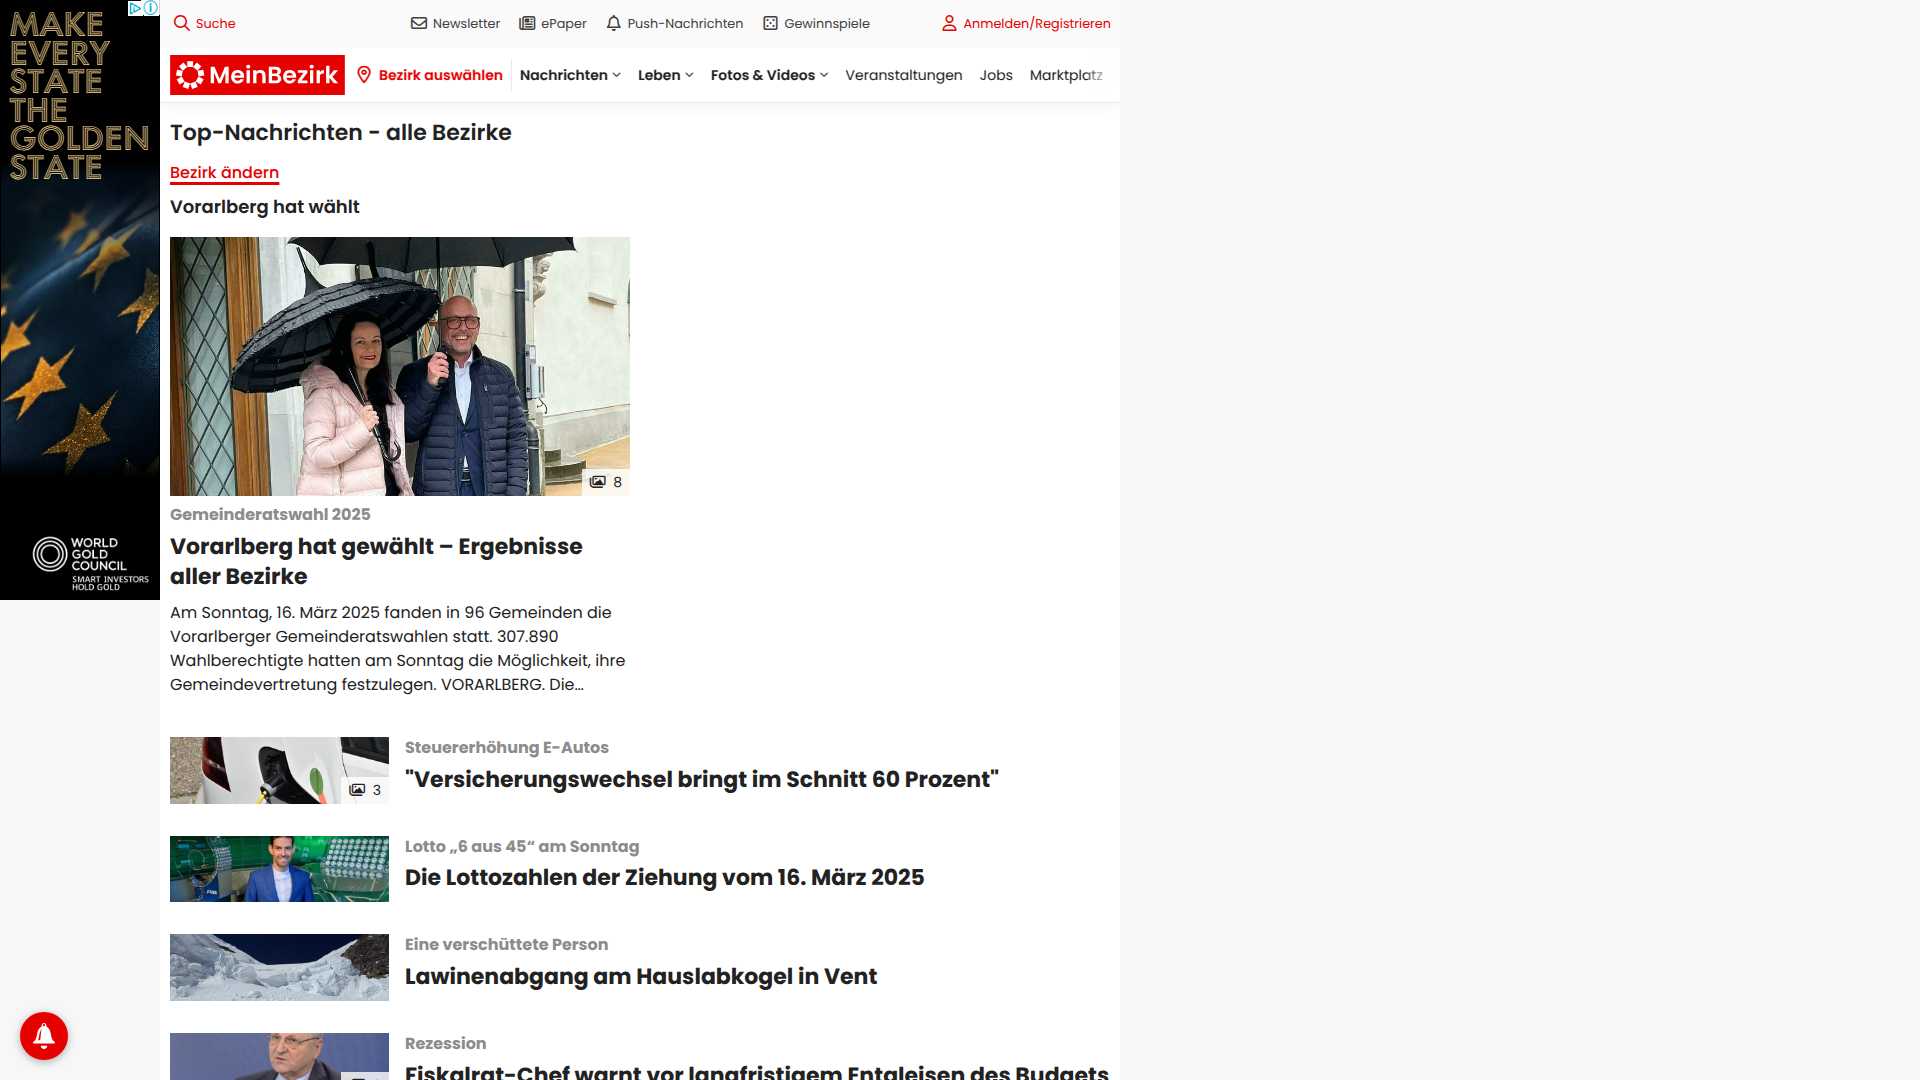 MAKE
EVERY
STATE
THE
GOLDEN
STATE
WORLD
GOLD
COUNCIL
SMART INVESTORS
HOLD GOLD
Suche
Newsletter
ePaper
Push-Nachrichten
Gewinnspiele
Anmelden/Registrieren
MeinBezirk
Bezirk auswählen
Nachrichten
Leben
Fotos & Videos
Veranstaltungen
Jobs
Marktplatz
Top-Nachrichten - alle Bezirke
Bezirk ändern
Vorarlberg hat wählt
8
Gemeinderatswahl 2025
Vorarlberg hat gewählt – Ergebnisse
aller Bezirke
Am Sonntag, 16. März 2025 fanden in 96 Gemeinden die
Vorarlberger Gemeinderatswahlen statt. 307.890
Wahlberechtigte hatten am Sonntag die Möglichkeit, ihre
Gemeindevertretung festzulegen. VORARLBERG. Die...
3
Steuererhöhung E-Autos
"Versicherungswechsel bringt im Schnitt 60 Prozent"
Lotto „6 aus 45“ am Sonntag
Die Lottozahlen der Ziehung vom 16. März 2025
Eine verschüttete Person
Lawinenabgang am Hauslabkogel in Vent
Rezession
Fiskalrat-Chef warnt vor langfristigem Entgleisen des Budgets